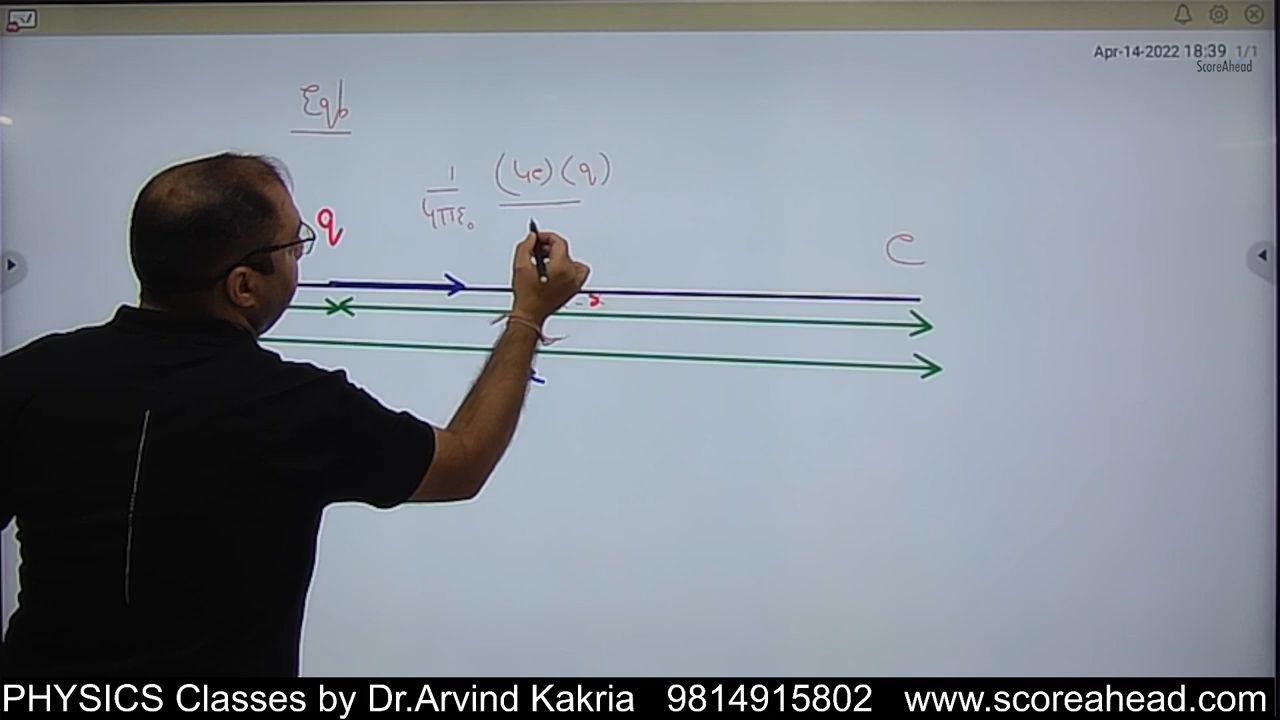 Apr-14-2022 18:39 1/1
ScoreAhead
Eqb
1/4πε₀ (4e)(q)
q
e
x
PHYSICS Classes by Dr.Arvind Kakria 9814915802 www.scoreahead.com